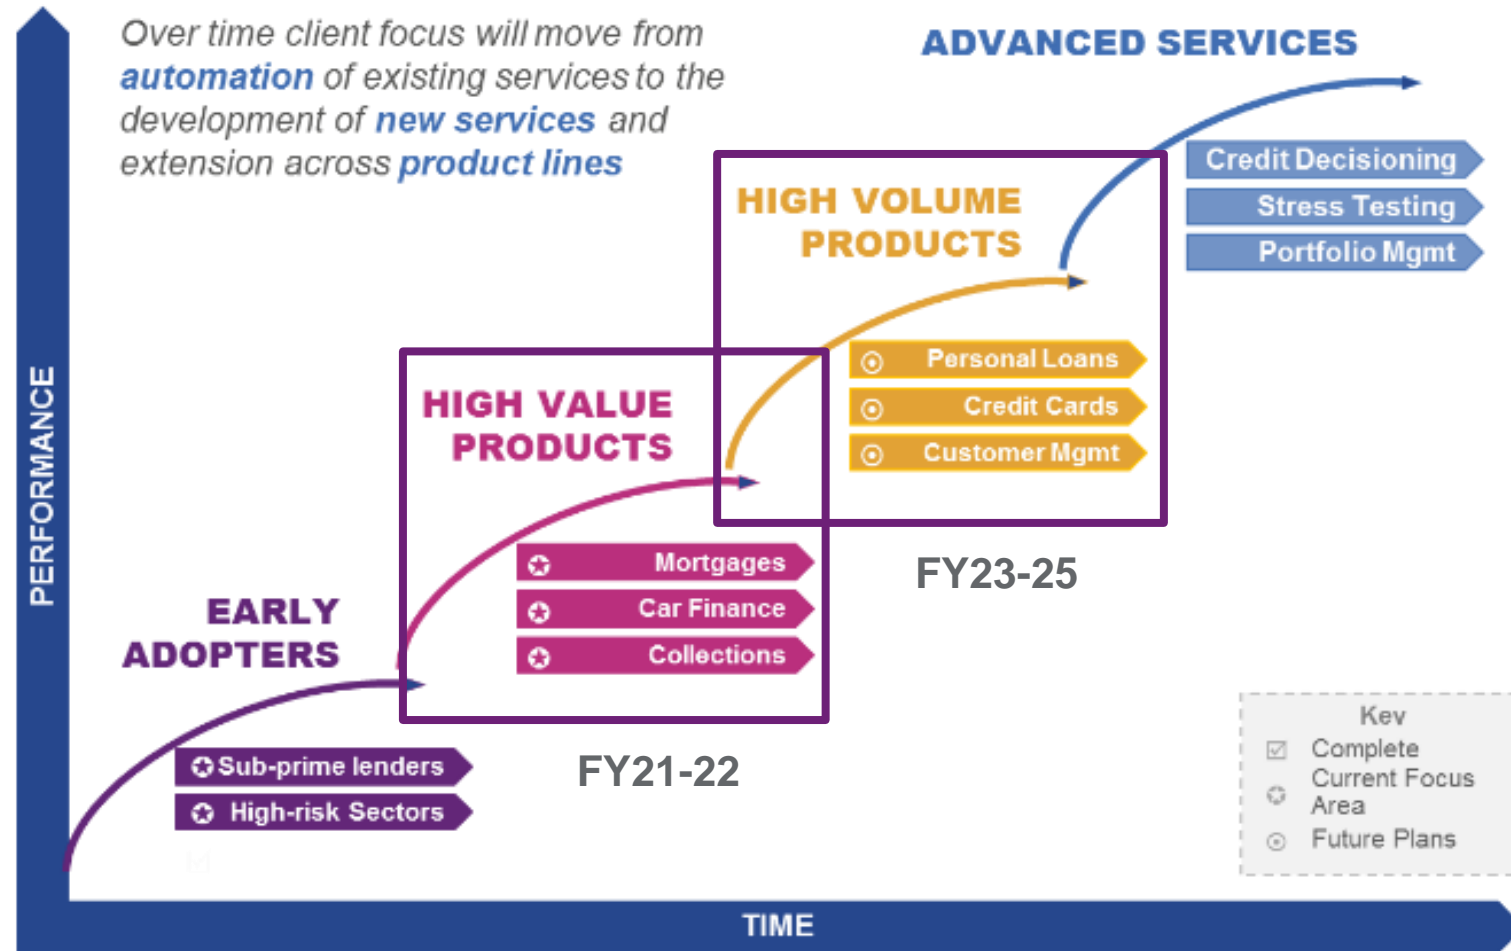 Over time client focus will move from
automation of existing services to the
development of new services and
extension across product lines
ADVANCED SERVICES
Credit Decisioning
Stress Testing
Portfolio Mgmt
HIGH VOLUME
PRODUCTS
Personal Loans
Credit Cards
Customer Mgmt
FY23-25
HIGH VALUE
PRODUCTS
Mortgages
Car Finance
Collections
FY21-22
EARLY
ADOPTERS
Sub-prime lenders
High-risk Sectors
PERFORMANCE
TIME
Key
Complete
Current Focus
Area
Future Plans